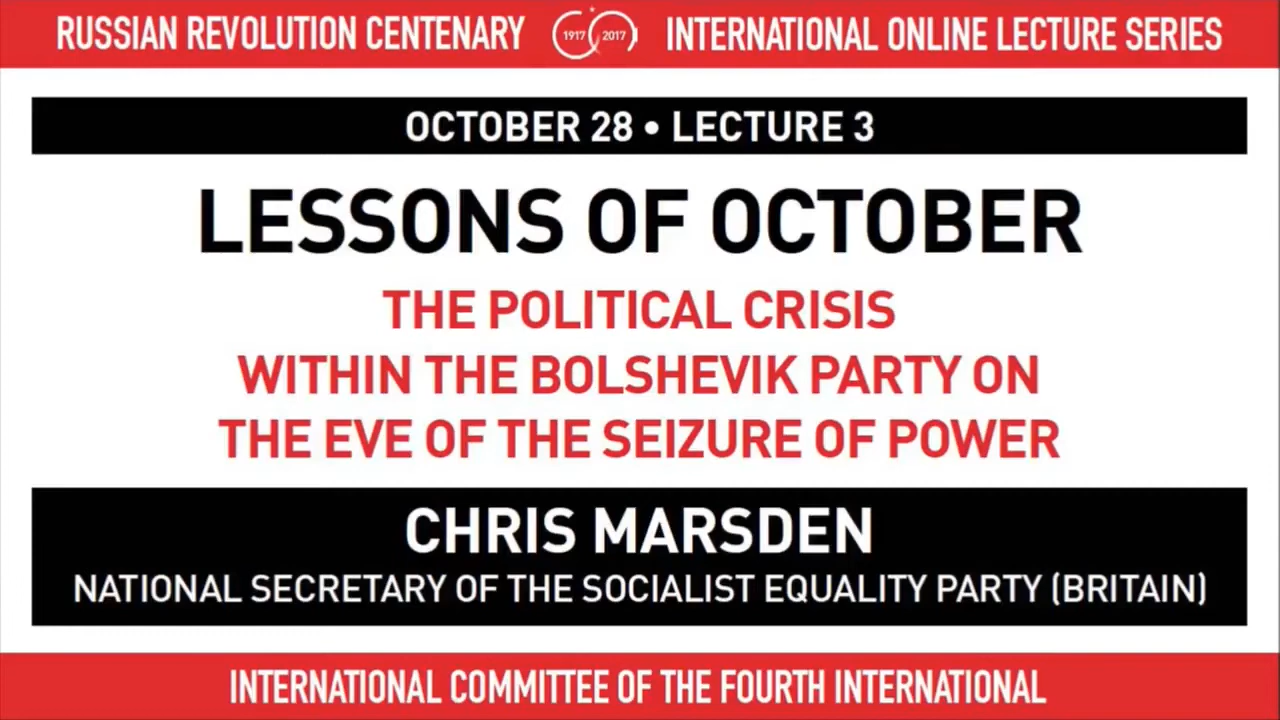 RUSSIAN REVOLUTION CENTENARY 1917 2017 INTERNATIONAL ONLINE LECTURE SERIES
OCTOBER 28 • LECTURE 3
LESSONS OF OCTOBER
THE POLITICAL CRISIS
WITHIN THE BOLSHEVIK PARTY ON
THE EVE OF THE SEIZURE OF POWER
CHRIS MARSDEN
NATIONAL SECRETARY OF THE SOCIALIST EQUALITY PARTY (BRITAIN)
INTERNATIONAL COMMITTEE OF THE FOURTH INTERNATIONAL